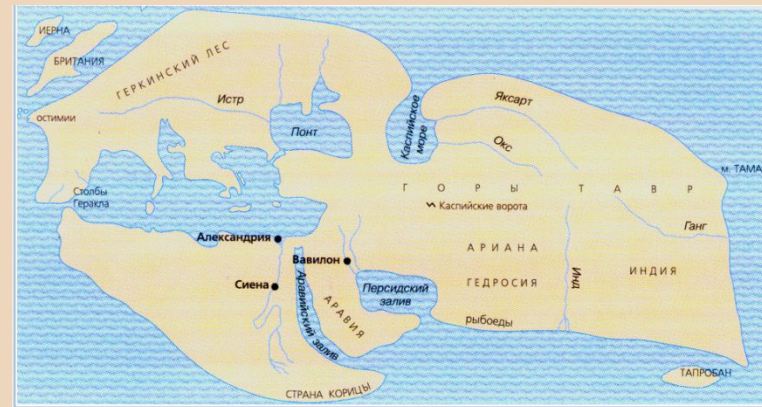 ИЕРНА
БРИТАНИЯ
ГЕРКИНСКИЙ ЛЕС
Истр
ОСТИМИИ
Понт
Каспийское
море
Яксарт
Окс
м. ТАМА
Столбы
Геракла
ГОРЫ ТАВР
Каспийские ворота
Ганг
Александрия
Вавилон
АРИАНА
Сиена
Аравийский залив
АРАВИЯ
Персидский
залив
ГЕДРОСИЯ
Инд
ИНДИЯ
рыбоеды
СТРАНА КОРИЦЫ
ТАПРОБАН